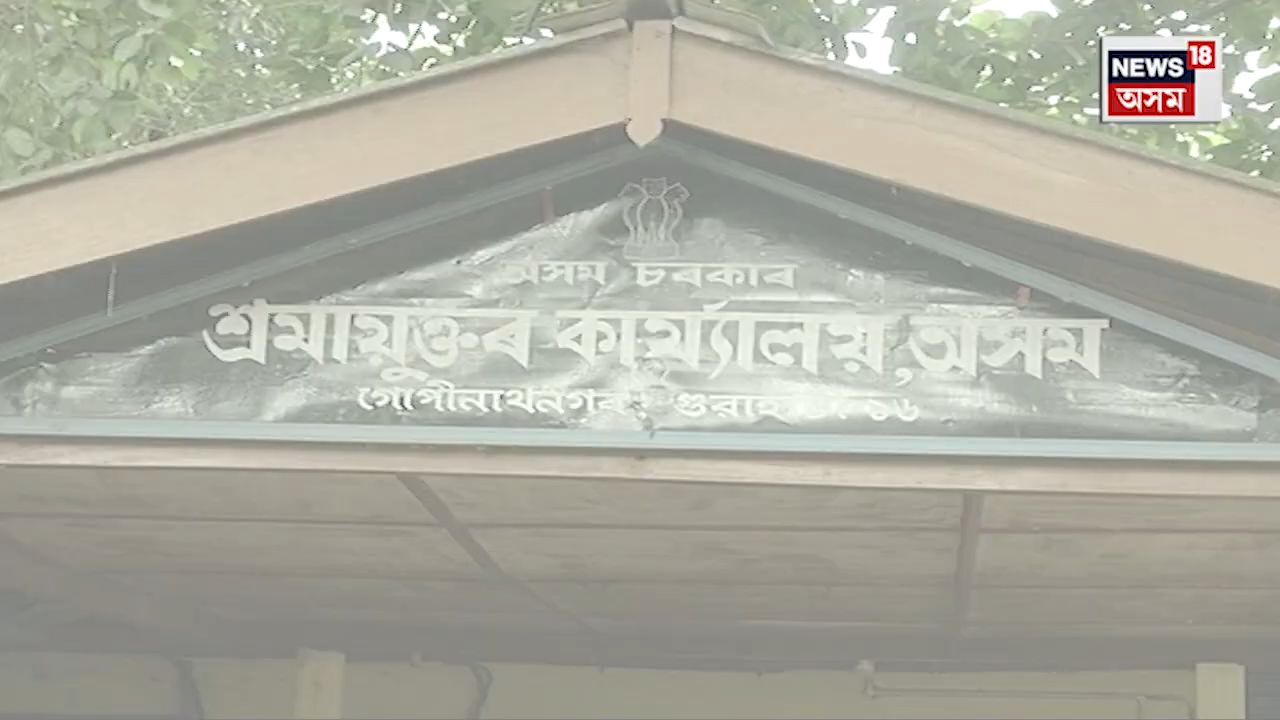 NEWS 18
অসম
অসম চৰকাৰ
শ্ৰমায়ুক্তৰ কাৰ্য্যালয়, অসম
গোপীনাথনগৰ,